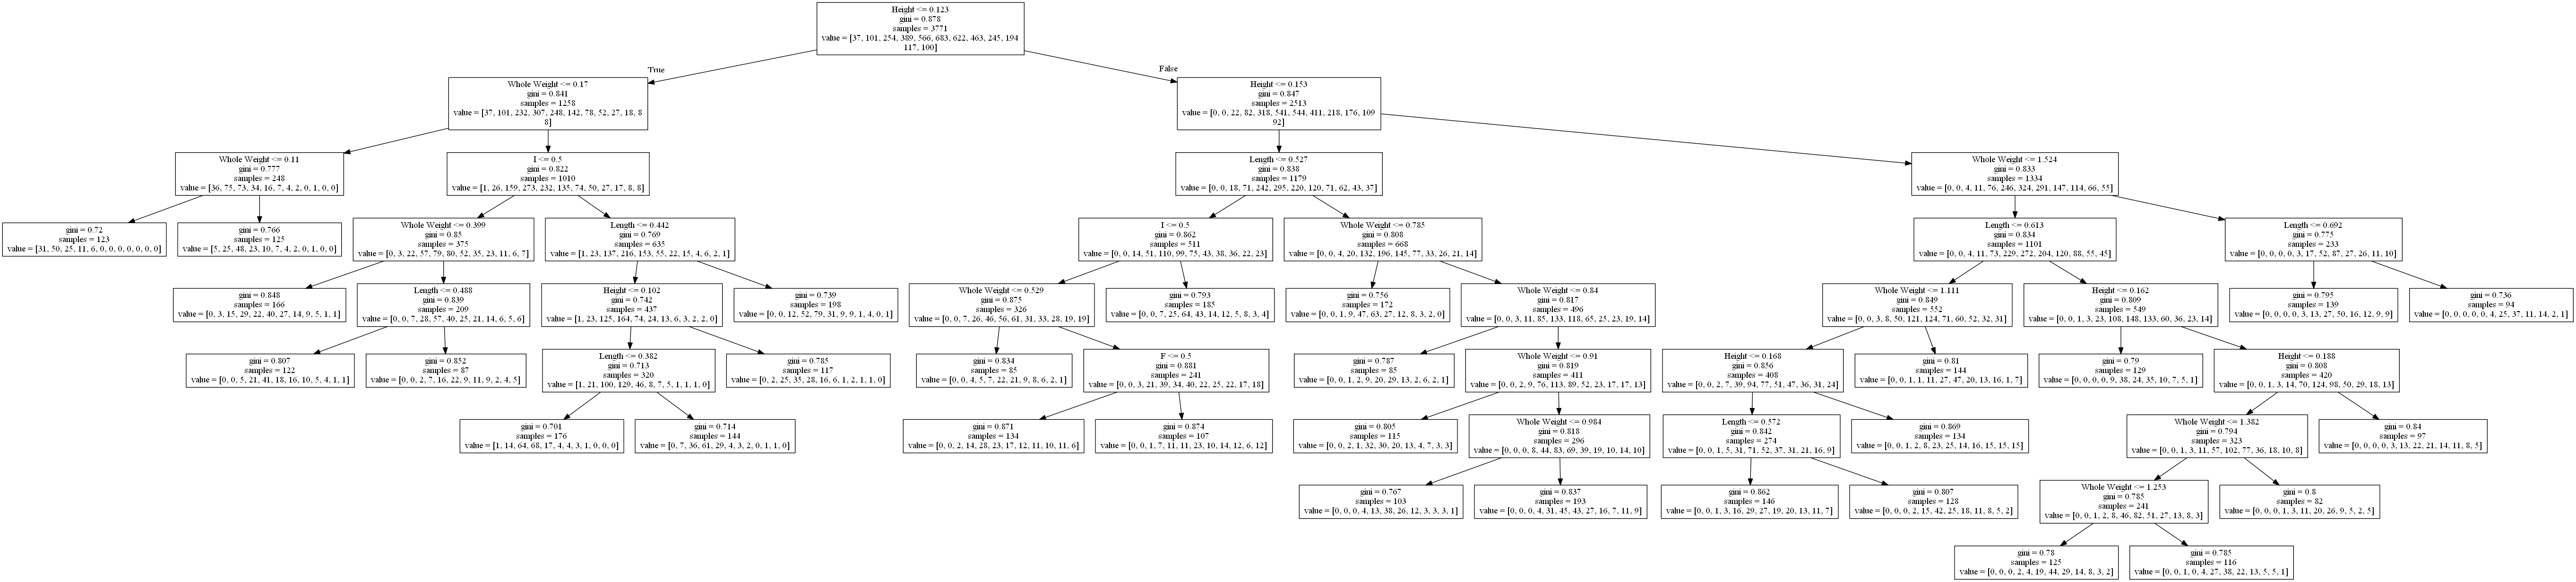 Height <= 0.123
gini = 0.878
samples = 3771
value = [37, 101, 254, 389, 566, 683, 622, 463, 245, 194
117, 100]
True
False
Whole Weight <= 0.17
gini = 0.841
samples = 1258
value = [37, 101, 232, 307, 248, 142, 78, 52, 27, 18, 8
8]
Height <= 0.153
gini = 0.847
samples = 2513
value = [0, 0, 22, 82, 318, 541, 544, 411, 218, 176, 109
92]
Whole Weight <= 0.11
gini = 0.777
samples = 248
value = [36, 75, 73, 34, 16, 7, 4, 2, 0, 1, 0, 0]
I <= 0.5
gini = 0.822
samples = 1010
value = [1, 26, 159, 273, 232, 135, 74, 50, 27, 17, 8, 8]
Length <= 0.527
gini = 0.838
samples = 1179
value = [0, 0, 18, 71, 242, 295, 220, 120, 71, 62, 43, 37]
Whole Weight <= 1.524
gini = 0.833
samples = 1334
value = [0, 0, 4, 11, 76, 246, 324, 291, 147, 114, 66, 55]
gini = 0.72
samples = 123
value = [31, 50, 25, 11, 6, 0, 0, 0, 0, 0, 0, 0]
gini = 0.766
samples = 125
value = [5, 25, 48, 23, 10, 7, 4, 2, 0, 1, 0, 0]
Whole Weight <= 0.399
gini = 0.85
samples = 375
value = [0, 3, 22, 57, 79, 80, 52, 35, 23, 11, 6, 7]
Length <= 0.442
gini = 0.769
samples = 635
value = [1, 23, 137, 216, 153, 55, 22, 15, 4, 6, 2, 1]
I <= 0.5
gini = 0.862
samples = 511
value = [0, 0, 14, 51, 110, 99, 75, 43, 38, 36, 22, 23]
Whole Weight <= 0.785
gini = 0.808
samples = 668
value = [0, 0, 4, 20, 132, 196, 145, 77, 33, 26, 21, 14]
Length <= 0.613
gini = 0.834
samples = 1101
value = [0, 0, 4, 11, 73, 229, 272, 204, 120, 88, 55, 45]
Length <= 0.692
gini = 0.775
samples = 233
value = [0, 0, 0, 0, 3, 17, 52, 87, 27, 26, 11, 10]
gini = 0.848
samples = 166
value = [0, 3, 15, 29, 22, 40, 27, 14, 9, 5, 1, 1]
Length <= 0.488
gini = 0.839
samples = 209
value = [0, 0, 7, 28, 57, 40, 25, 21, 14, 6, 5, 6]
Height <= 0.102
gini = 0.742
samples = 437
value = [1, 23, 125, 164, 74, 24, 13, 6, 3, 2, 2, 0]
gini = 0.739
samples = 198
value = [0, 0, 12, 52, 79, 31, 9, 9, 1, 4, 0, 1]
Whole Weight <= 0.529
gini = 0.875
samples = 326
value = [0, 0, 7, 26, 46, 56, 61, 31, 33, 28, 19, 19]
gini = 0.793
samples = 185
value = [0, 0, 7, 25, 64, 43, 14, 12, 5, 8, 3, 4]
gini = 0.756
samples = 172
value = [0, 0, 1, 9, 47, 63, 27, 12, 8, 3, 2, 0]
Whole Weight <= 0.84
gini = 0.817
samples = 496
value = [0, 0, 3, 11, 85, 133, 118, 65, 25, 23, 19, 14]
Whole Weight <= 1.111
gini = 0.849
samples = 552
value = [0, 0, 3, 8, 50, 121, 124, 71, 60, 52, 32, 31]
Height <= 0.162
gini = 0.809
samples = 549
value = [0, 0, 1, 3, 23, 108, 148, 133, 60, 36, 23, 14]
gini = 0.795
samples = 139
value = [0, 0, 0, 0, 3, 13, 27, 50, 16, 12, 9, 9]
gini = 0.736
samples = 94
value = [0, 0, 0, 0, 0, 4, 25, 37, 11, 14, 2, 1]
gini = 0.807
samples = 122
value = [0, 0, 5, 21, 41, 18, 16, 10, 5, 4, 1, 1]
gini = 0.852
samples = 87
value = [0, 0, 2, 7, 16, 22, 9, 11, 9, 2, 4, 5]
Length <= 0.382
gini = 0.713
samples = 320
value = [1, 21, 100, 129, 46, 8, 7, 5, 1, 1, 1, 0]
gini = 0.785
samples = 117
value = [0, 2, 25, 35, 28, 16, 6, 1, 2, 1, 1, 0]
gini = 0.834
samples = 85
value = [0, 0, 4, 5, 7, 22, 21, 9, 8, 6, 2, 1]
F <= 0.5
gini = 0.881
samples = 241
value = [0, 0, 3, 21, 39, 34, 40, 22, 25, 22, 17, 18]
gini = 0.787
samples = 85
value = [0, 0, 1, 2, 9, 20, 29, 13, 2, 6, 2, 1]
Whole Weight <= 0.91
gini = 0.819
samples = 411
value = [0, 0, 2, 9, 76, 113, 89, 52, 23, 17, 17, 13]
Height <= 0.168
gini = 0.856
samples = 408
value = [0, 0, 2, 7, 39, 94, 77, 51, 47, 36, 31, 24]
gini = 0.81
samples = 144
value = [0, 0, 1, 1, 11, 27, 47, 20, 13, 16, 1, 7]
gini = 0.79
samples = 129
value = [0, 0, 0, 0, 9, 38, 24, 35, 10, 7, 5, 1]
Height <= 0.188
gini = 0.808
samples = 420
value = [0, 0, 1, 3, 14, 70, 124, 98, 50, 29, 18, 13]
gini = 0.701
samples = 176
value = [1, 14, 64, 68, 17, 4, 4, 3, 1, 0, 0, 0]
gini = 0.714
samples = 144
value = [0, 7, 36, 61, 29, 4, 3, 2, 0, 1, 1, 0]
gini = 0.871
samples = 134
value = [0, 0, 2, 14, 28, 23, 17, 12, 11, 10, 11, 6]
gini = 0.874
samples = 107
value = [0, 0, 1, 7, 11, 11, 23, 10, 14, 12, 6, 12]
gini = 0.805
samples = 115
value = [0, 0, 2, 1, 32, 30, 20, 13, 4, 7, 3, 3]
Whole Weight <= 0.984
gini = 0.818
samples = 296
value = [0, 0, 0, 8, 44, 83, 69, 39, 19, 10, 14, 10]
Length <= 0.572
gini = 0.842
samples = 274
value = [0, 0, 1, 5, 31, 71, 52, 37, 31, 21, 16, 9]
gini = 0.869
samples = 134
value = [0, 0, 1, 2, 8, 23, 25, 14, 16, 15, 15, 15]
Whole Weight <= 1.382
gini = 0.794
samples = 323
value = [0, 0, 1, 3, 11, 57, 102, 77, 36, 18, 10, 8]
gini = 0.84
samples = 97
value = [0, 0, 0, 0, 3, 13, 22, 21, 14, 11, 8, 5]
gini = 0.767
samples = 103
value = [0, 0, 0, 4, 13, 38, 26, 12, 3, 3, 3, 1]
gini = 0.837
samples = 193
value = [0, 0, 0, 4, 31, 45, 43, 27, 16, 7, 11, 9]
gini = 0.862
samples = 146
value = [0, 0, 1, 3, 16, 29, 27, 19, 20, 13, 11, 7]
gini = 0.807
samples = 128
value = [0, 0, 0, 2, 15, 42, 25, 18, 11, 8, 5, 2]
Whole Weight <= 1.253
gini = 0.785
samples = 241
value = [0, 0, 1, 2, 8, 46, 82, 51, 27, 13, 8, 3]
gini = 0.8
samples = 82
value = [0, 0, 0, 1, 3, 11, 20, 26, 9, 5, 2, 5]
gini = 0.78
samples = 125
value = [0, 0, 0, 2, 4, 19, 44, 29, 14, 8, 3, 2]
gini = 0.785
samples = 116
value = [0, 0, 1, 0, 4, 27, 38, 22, 13, 5, 5, 1]